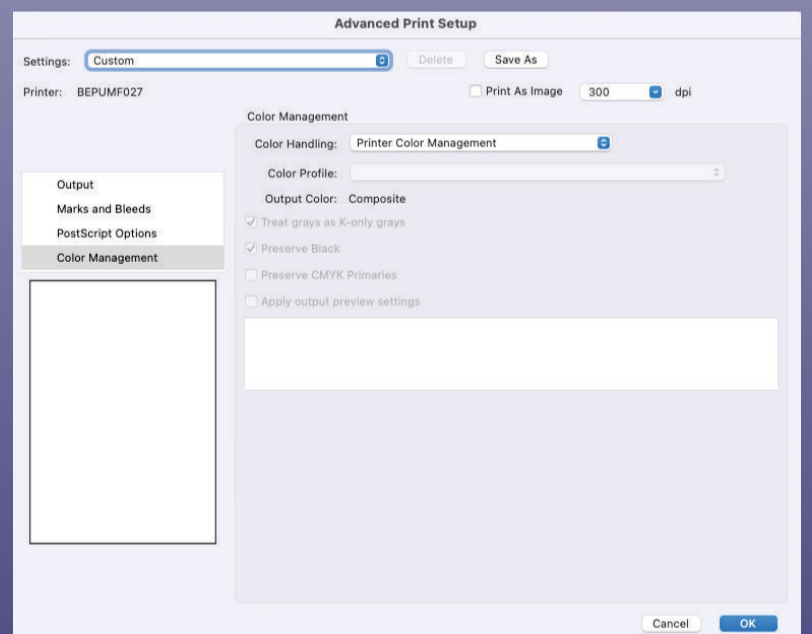 Advanced Print Setup
Settings: Custom Delete Save As
Printer: BEPUMF027 Print As Image 300 dpi
Color Management
Color Handling: Printer Color Management
Color Profile:
Output Color: Composite
Treat grays as K-only grays
Preserve Black
Preserve CMYK Primaries
Apply output preview settings
Output
Marks and Bleeds
PostScript Options
Color Management
Cancel OK